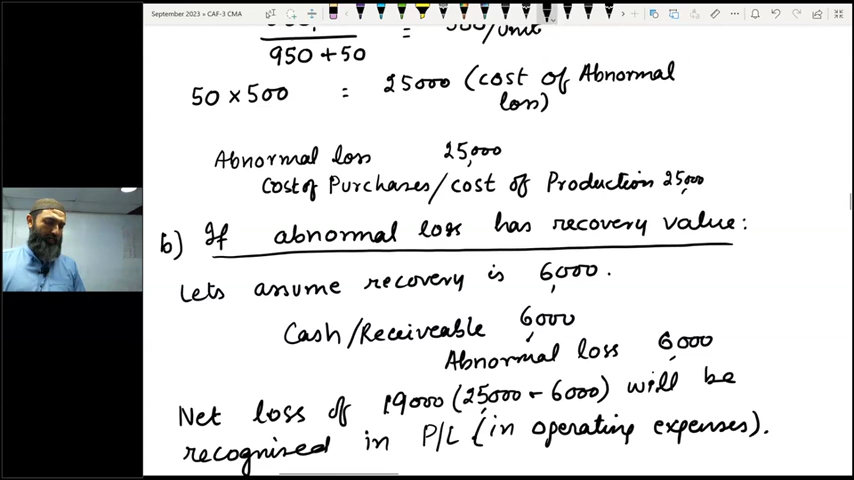 September 2023 » CAF-3 CMA
950 + 50 =
50 × 500 = 25000 (cost of Abnormal
loss)
Abnormal loss 25,000
Cost of Purchases/cost of Production 25,000
b) If abnormal loss has recovery value:
Lets assume recovery is 6,000.
Cash/Receiveable 6,000
Abnormal loss 6,000
Net loss of 19000 (25,000 - 6000) will be
recognised in P/L (in operating expenses).